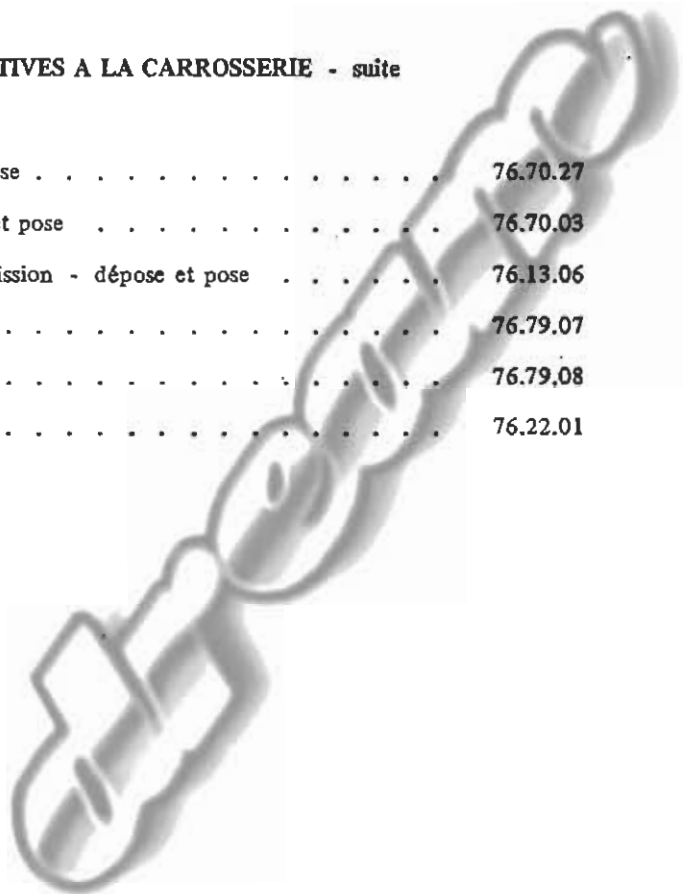 TIVES A LA CARROSSERIE - suite
se . . . . . . . . . . . . . . . 76.70.27
et pose . . . . . . . . . . . . 76.70.03
ission - dépose et pose . . . . . . 76.13.06
. . . . . . . . . . . . . . . . 76.79.07
. . . . . . . . . . . . . . . . 76.79.08
. . . . . . . . . . . . . . . . 76.22.01